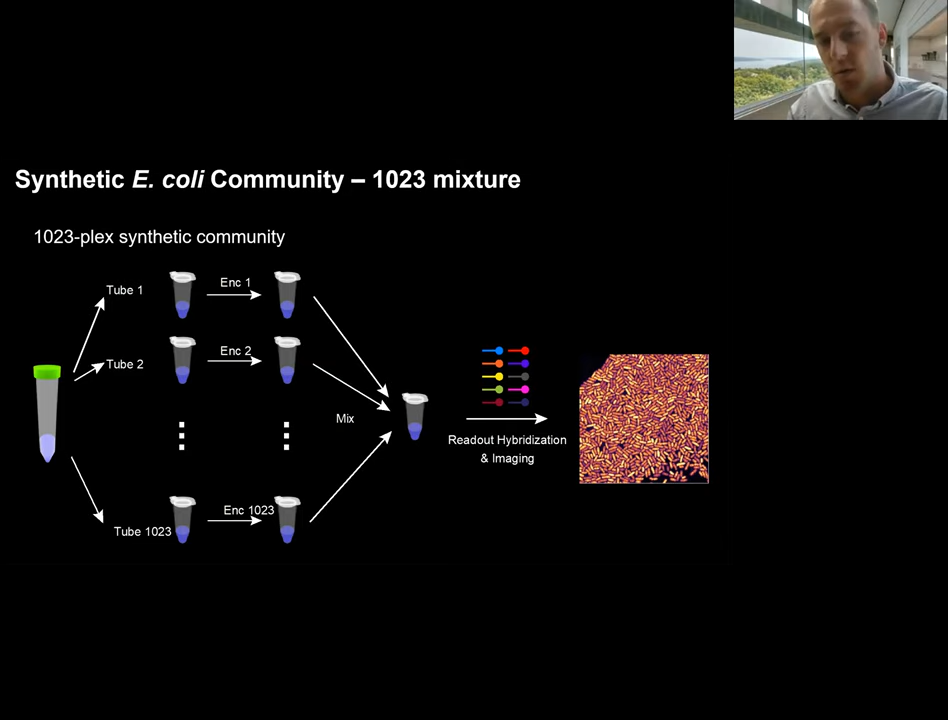 Synthetic E. coli Community – 1023 mixture
1023-plex synthetic community
Tube 1
Enc 1
Tube 2
Enc 2
Mix
Readout Hybridization
& Imaging
Tube 1023
Enc 1023